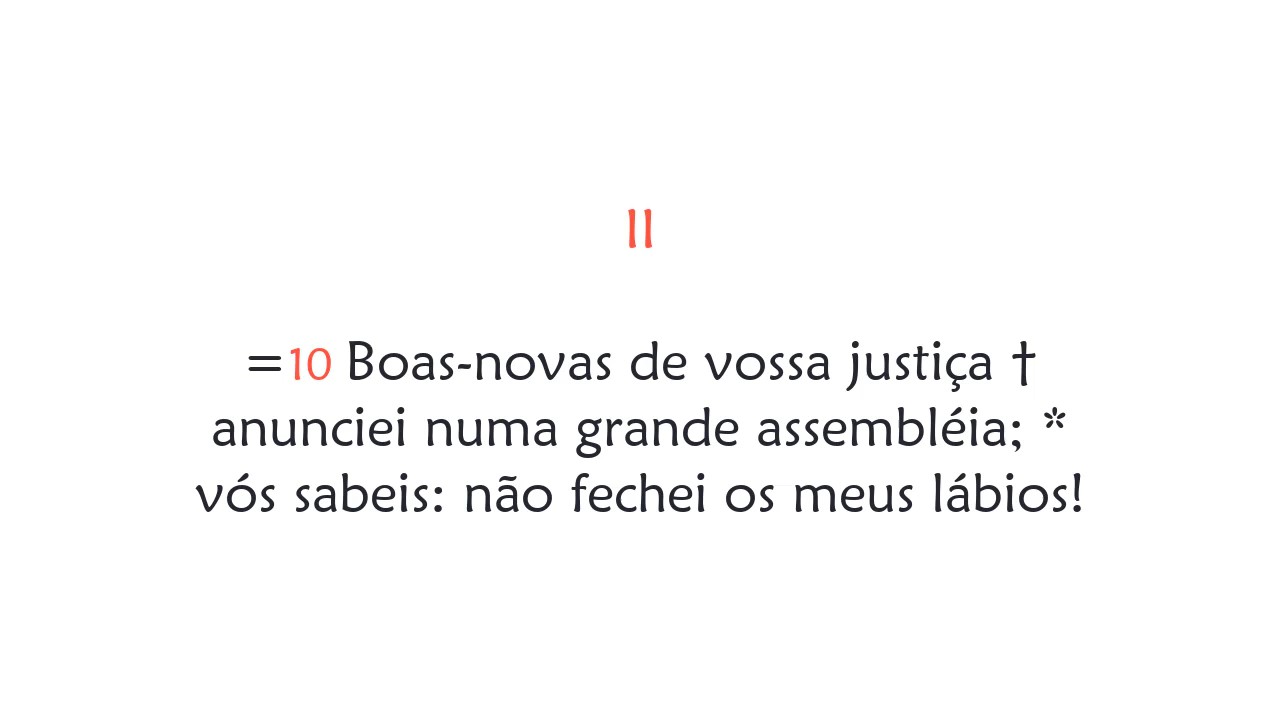 II
=10 Boas-novas de vossa justiça †
anunciei numa grande assembléia; *
vós sabeis: não fechei os meus lábios!